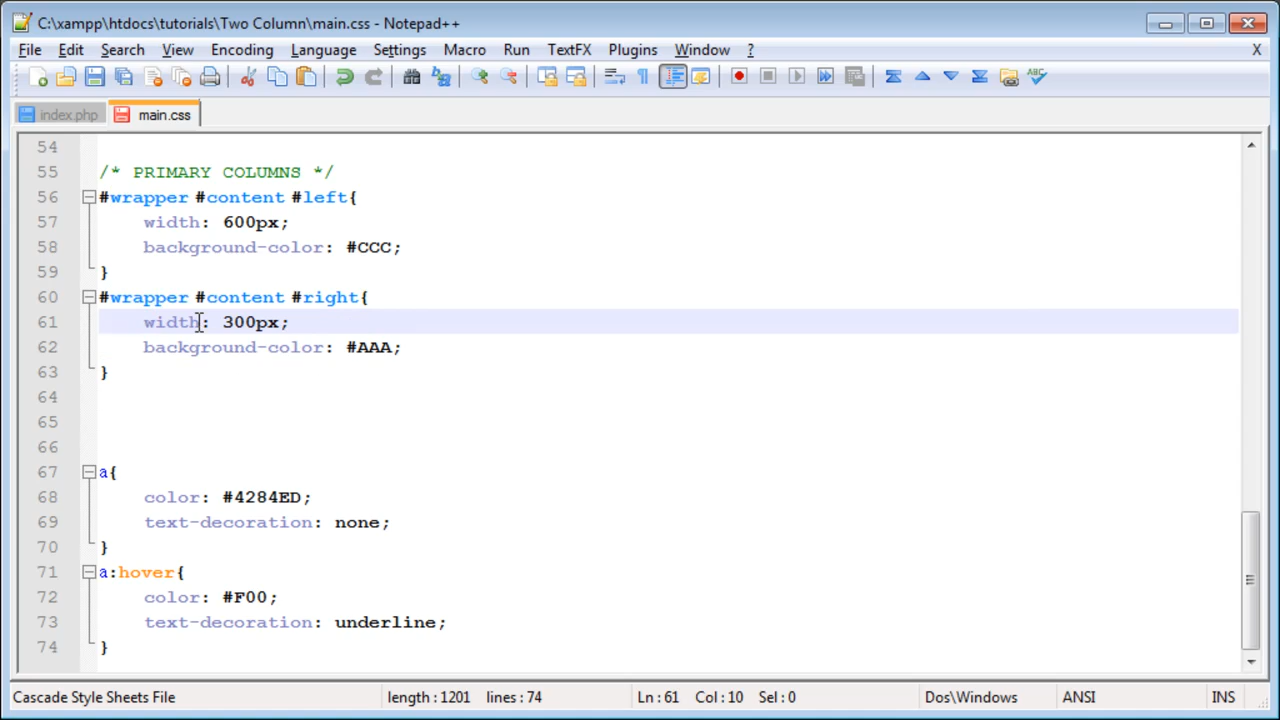 C:\xampp\htdocs\tutorials\Two Column\main.css - Notepad++
File Edit Search View Encoding Language Settings Macro Run TextFX Plugins Window ? X
index.php main.css
54
55 /* PRIMARY COLUMNS */
56 #wrapper #content #left{
57 width: 600px;
58 background-color: #CCC;
59 }
60 #wrapper #content #right{
61 width: 300px;
62 background-color: #AAA;
63 }
64
65
66
67 a{
68 color: #4284ED;
69 text-decoration: none;
70 }
71 a:hover{
72 color: #F00;
73 text-decoration: underline;
74 }
Cascade Style Sheets File length : 1201 lines : 74 Ln : 61 Col : 10 Sel : 0 Dos\Windows ANSI INS